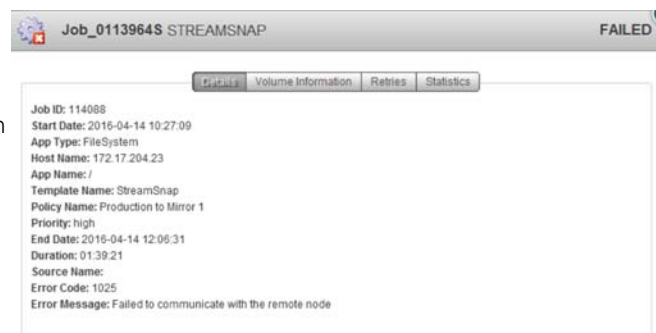 Job_0113964S STREAMSNAP FAILED
Details Volume Information Retries Statistics
Job ID: 114088
Start Date: 2016-04-14 10:27:09
App Type: FileSystem
Host Name: 172.17.204.23
App Name: /
Template Name: StreamSnap
Policy Name: Production to Mirror 1
Priority: high
End Date: 2016-04-14 12:06:31
Duration: 01:39:21
Source Name:
Error Code: 1025
Error Message: Failed to communicate with the remote node